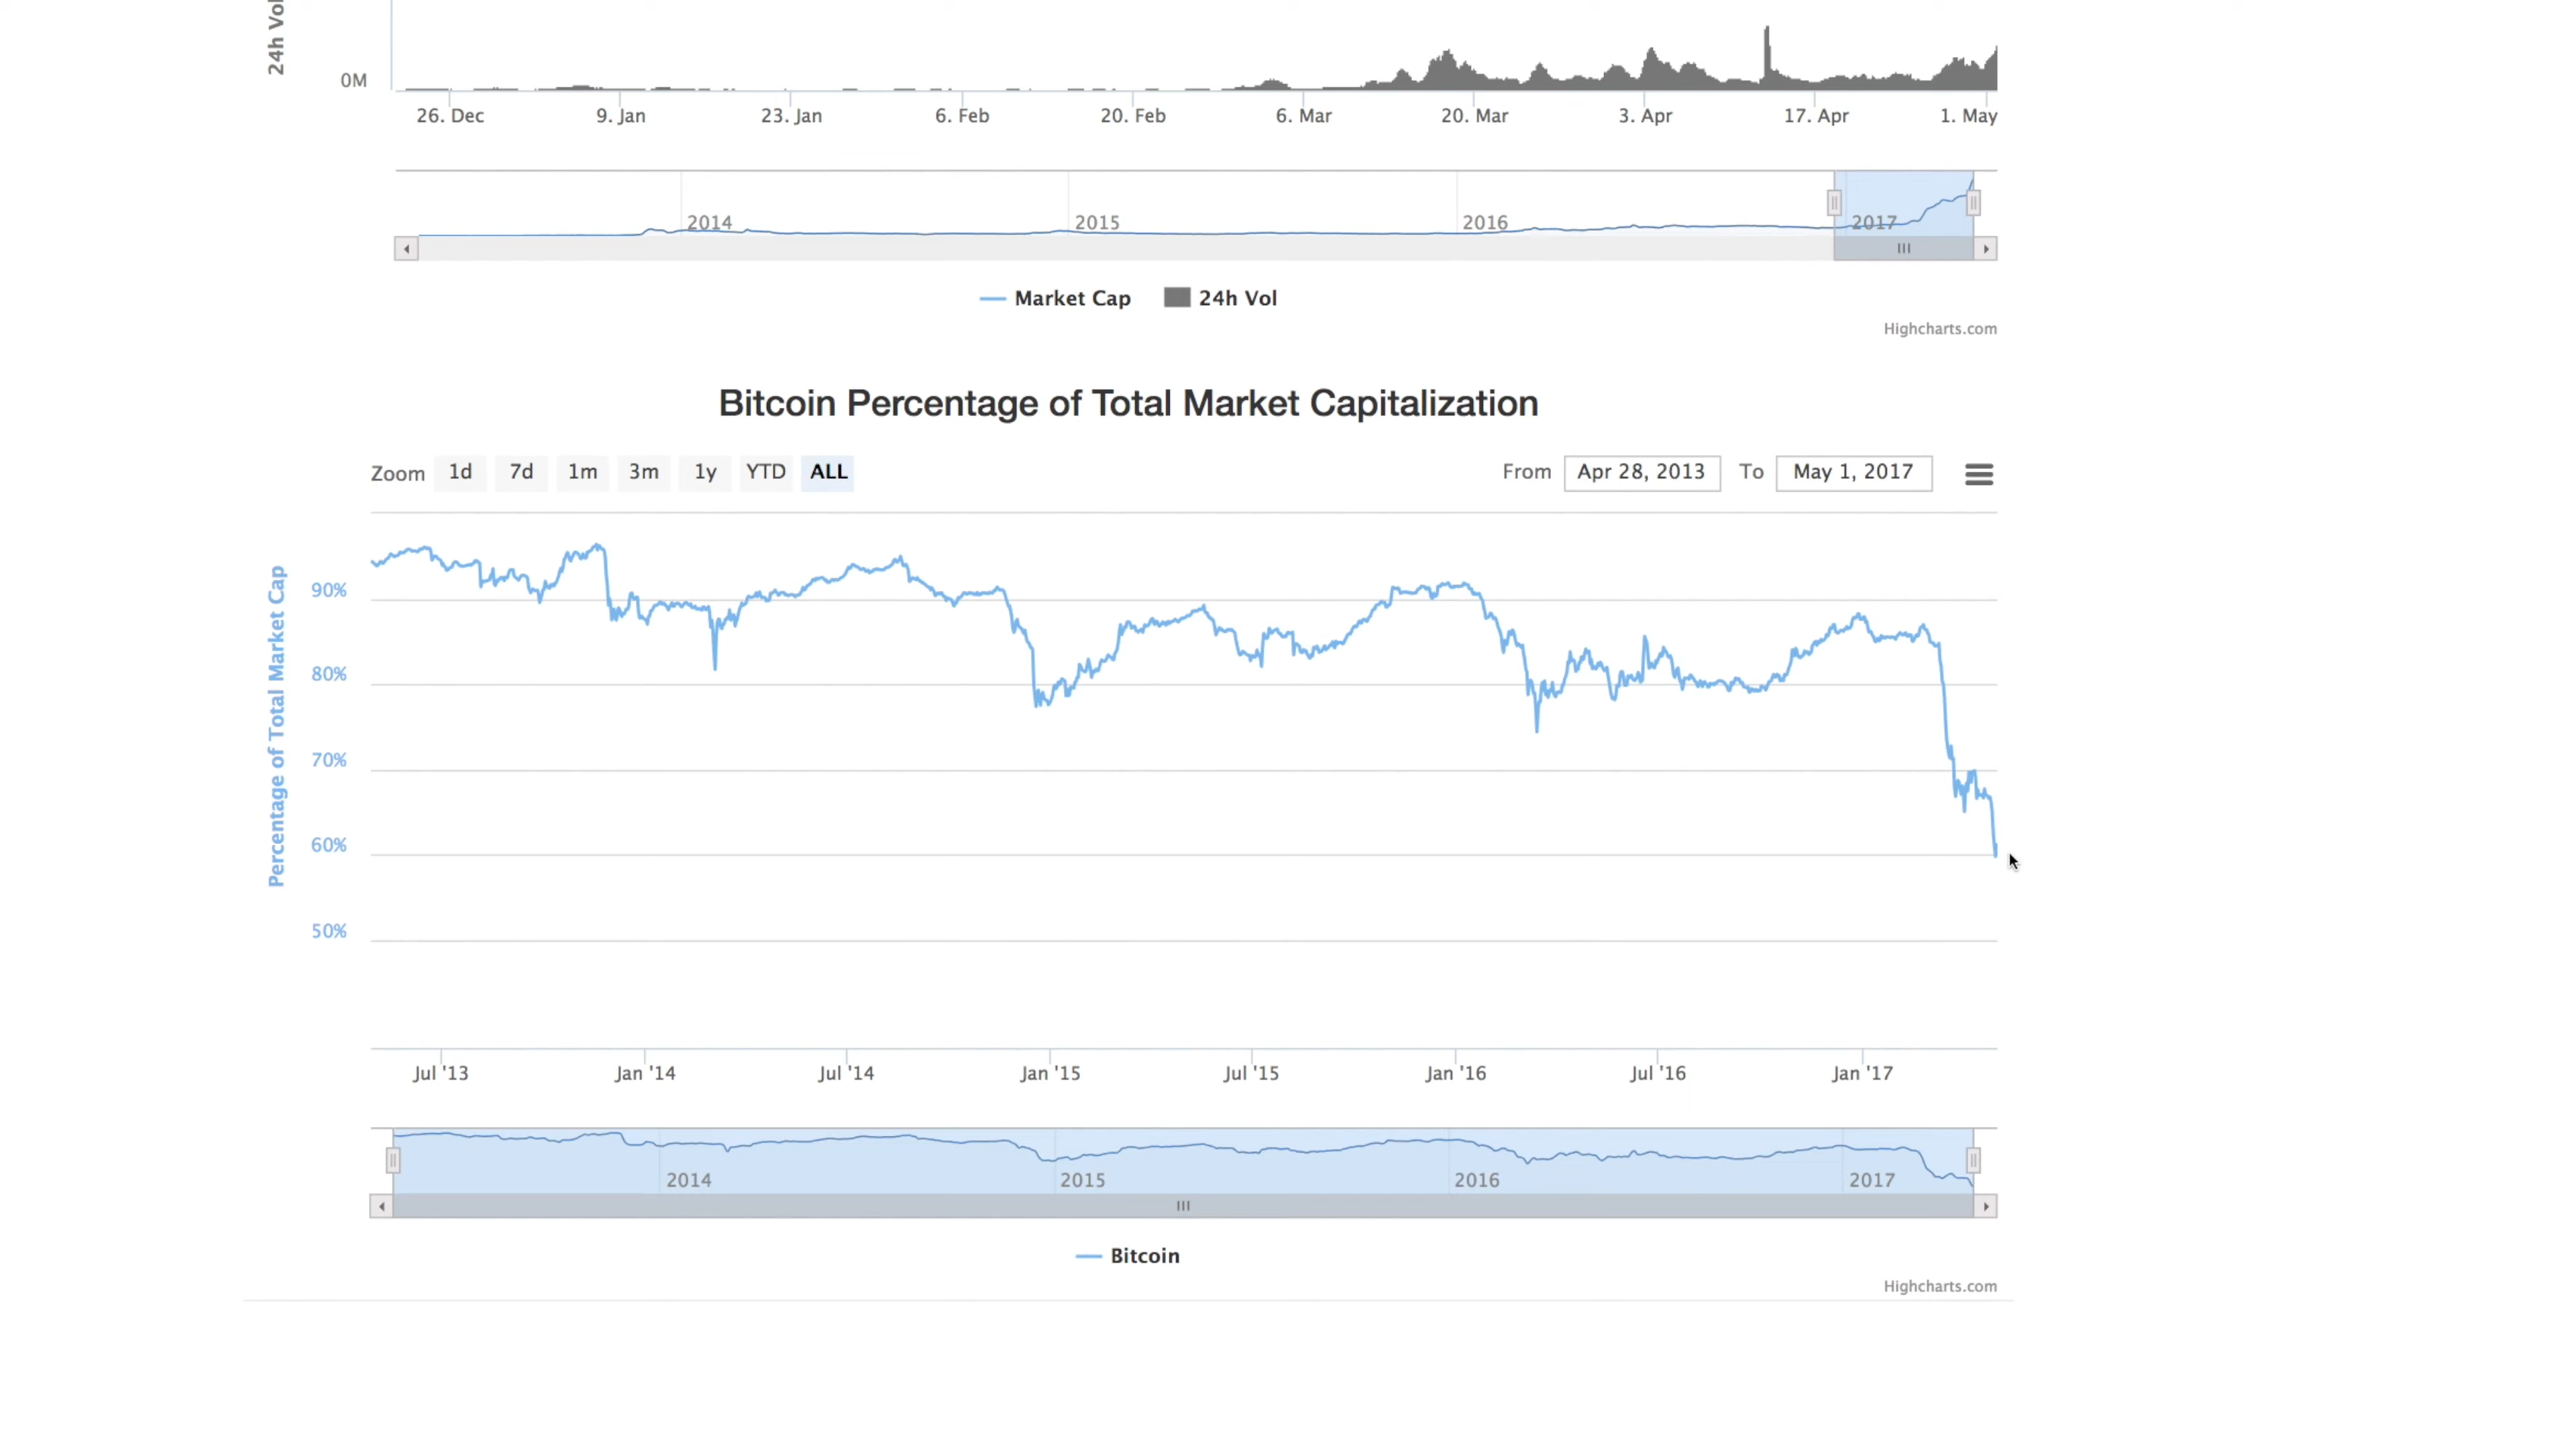 24h Vol
0M
26. Dec 9. Jan 23. Jan 6. Feb 20. Feb 6. Mar 20. Mar 3. Apr 17. Apr 1. May
2014 2015 2016 2017
Market Cap 24h Vol
Highcharts.com
Bitcoin Percentage of Total Market Capitalization
Zoom 1d 7d 1m 3m 1y YTD ALL From Apr 28, 2013 To May 1, 2017
Percentage of Total Market Cap
90%
80%
70%
60%
50%
Jul '13 Jan '14 Jul '14 Jan '15 Jul '15 Jan '16 Jul '16 Jan '17
2014 2015 2016 2017
Bitcoin
Highcharts.com